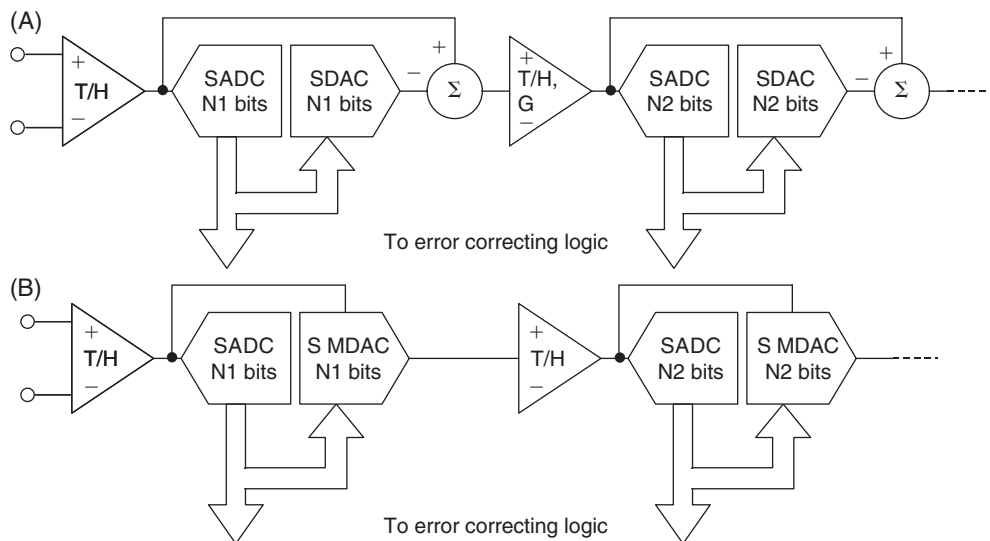 (A)
+
T/H
−
SADC
N1 bits
SDAC
N1 bits
+
−
Σ
+
T/H,
G
−
SADC
N2 bits
SDAC
N2 bits
+
−
Σ
To error correcting logic
(B)
+
T/H
−
SADC
N1 bits
S MDAC
N1 bits
+
T/H
−
SADC
N2 bits
S MDAC
N2 bits
To error correcting logic